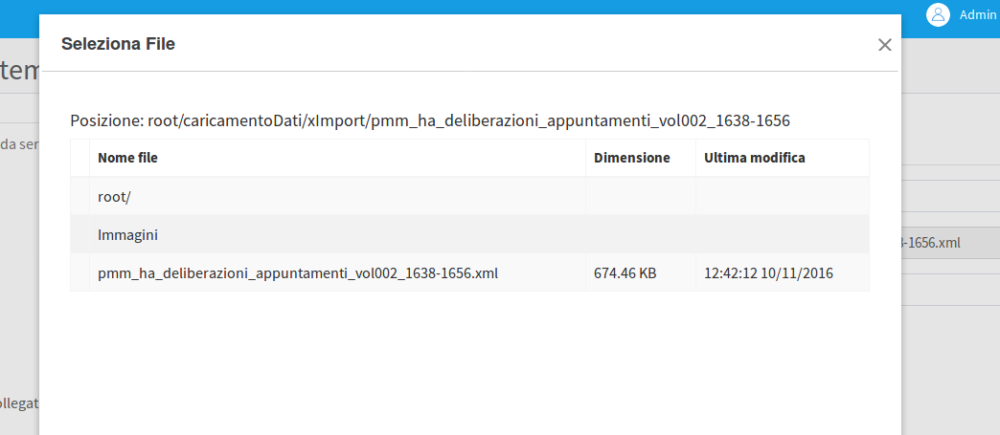 Admin
Seleziona File
tem
Posizione: root/caricamentoDati/xImport/pmm_ha_deliberazioni_appuntamenti_vol002_1638-1656
da ser
Nome file Dimensione Ultima modifica
root/
Immagini
8-1656.xml
pmm_ha_deliberazioni_appuntamenti_vol002_1638-1656.xml 674.46 KB 12:42:12 10/11/2016
ollegat